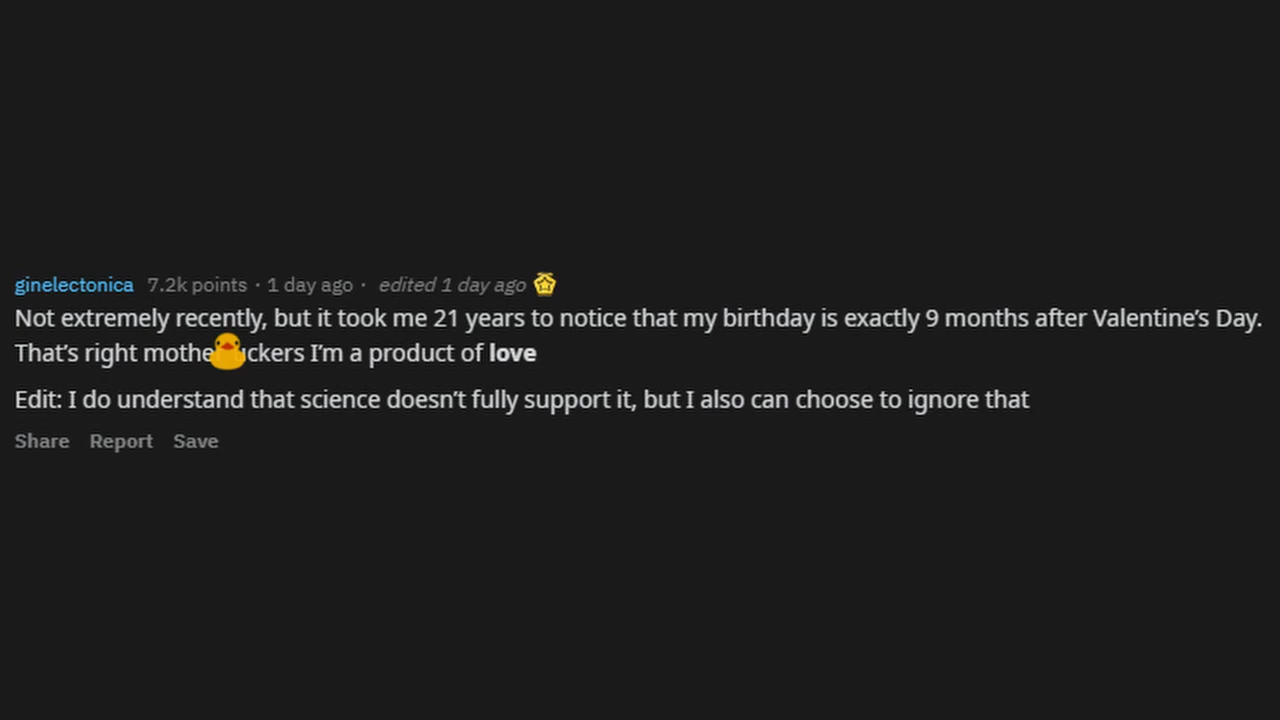 ginelectonica 7.2k points · 1 day ago · edited 1 day ago
Not extremely recently, but it took me 21 years to notice that my birthday is exactly 9 months after Valentine’s Day.
That’s right mothe uckers I’m a product of love
Edit: I do understand that science doesn’t fully support it, but I also can choose to ignore that
Share Report Save